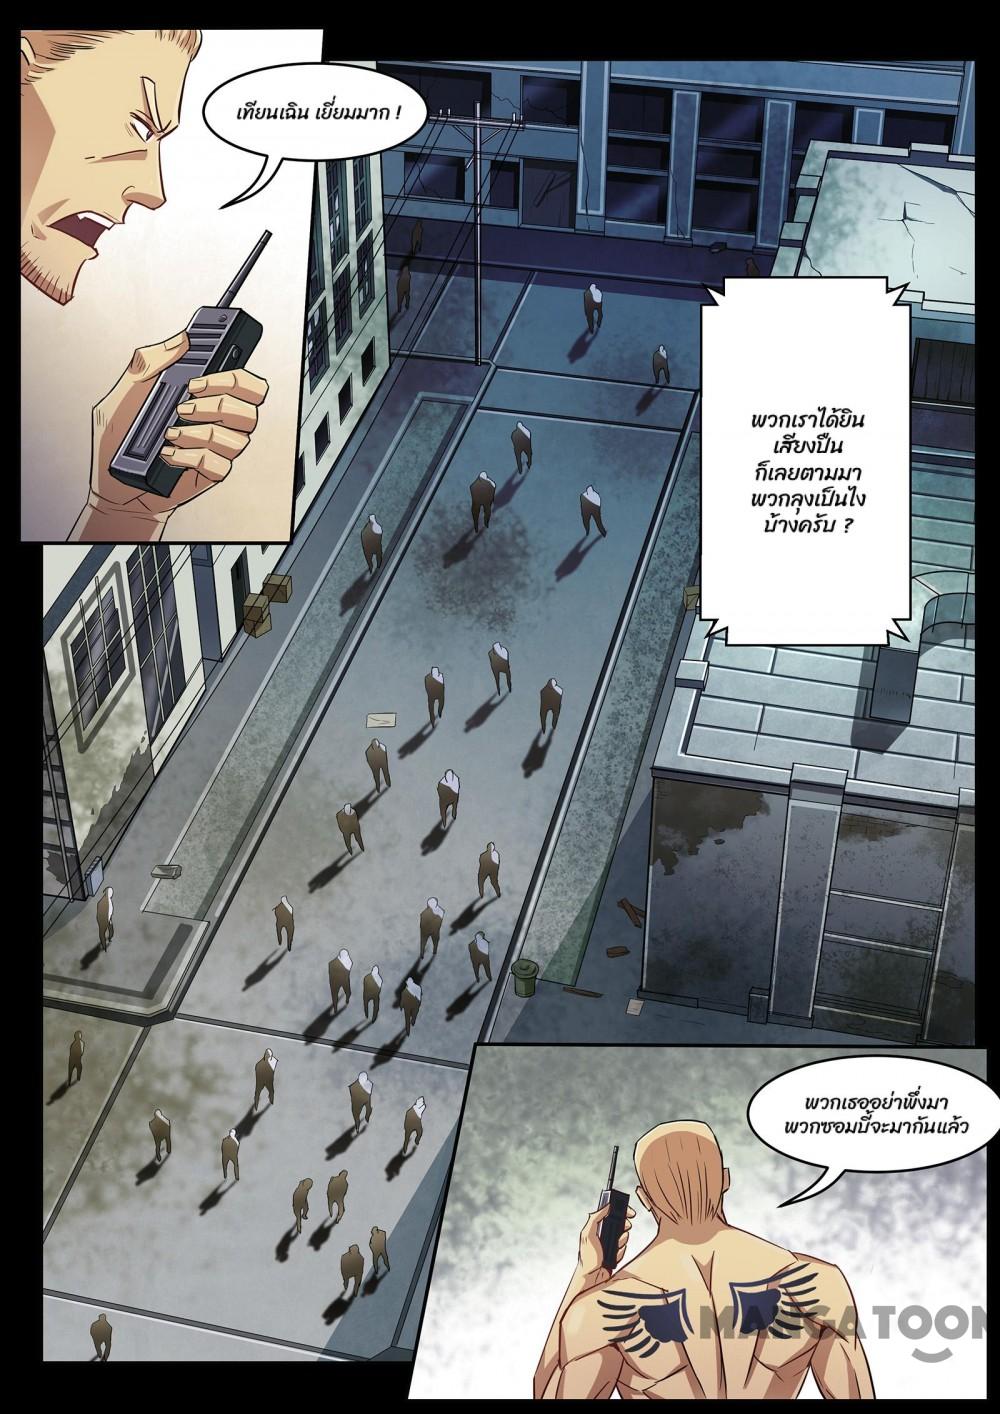 เทียนเฉิน เยี่ยมมาก !
พวกเราได้ยิน
เสียงปืน
ก็เลยตามมา
พวกลุงเป็นไง
บ้างครับ ?
พวกเธออย่าพึ่งมา
พวกซอมบี้จะมากันแล้ว
MANGA TOON